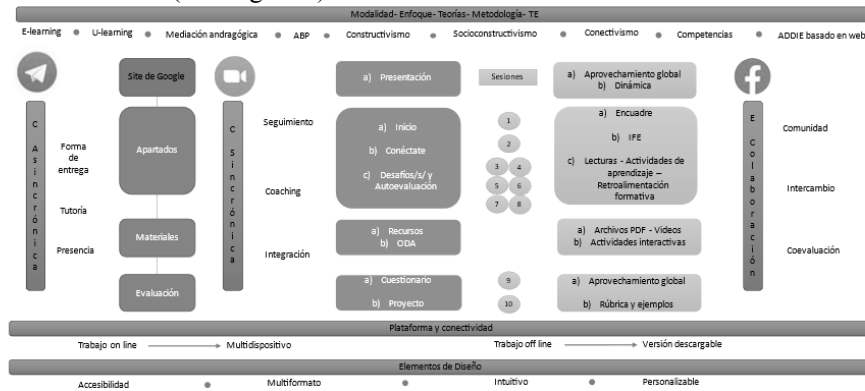 Modalidad- Enfoque- Teorías- Metodología- TE
E-learning U-learning Mediación andragógica ABP Constructivismo Socioconstructivismo Conectivismo Competencias ADDIE basado en web
Site de Google
a) Presentación
Sesiones
a) Aprovechamiento global
b) Dinámica
C Asincrónica
Forma de entrega
Tutoría
Presencia
Apartados
C Sincrónica
Seguimiento
Coaching
Integración
a) Inicio
b) Conéctate
c) Desafíos/s/ y Autoevaluación
1
2
3 4
5 6
7 8
a) Encuadre
b) IFE
c) Lecturas - Actividades de
aprendizaje –
Retroalimentación
formativa
E Colaboración
Comunidad
Intercambio
Coevaluación
Materiales
a) Recursos
b) ODA
a) Archivos PDF - Videos
b) Actividades interactivas
Evaluación
a) Cuestionario
b) Proyecto
9
10
a) Aprovechamiento global
b) Rúbrica y ejemplos
Plataforma y conectividad
Trabajo on line Multidispositivo Trabajo off line Versión descargable
Elementos de Diseño
Accesibilidad Multiformato Intuitivo Personalizable